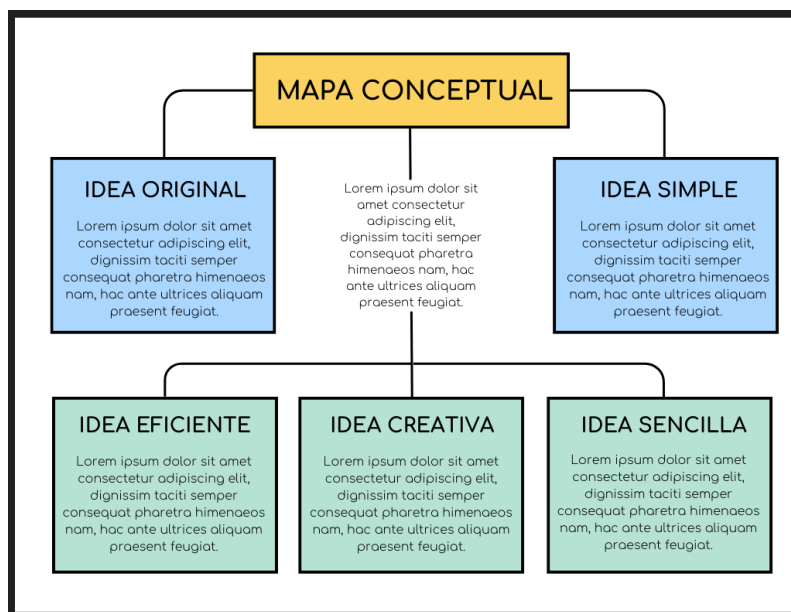 MAPA CONCEPTUAL
IDEA ORIGINAL
Lorem ipsum dolor sit amet
consectetur adipiscing elit,
dignissim taciti semper
consequat pharetra himenaeos
nam, hac ante ultrices aliquam
praesent feugiat.
Lorem ipsum dolor sit
amet consectetur
adipiscing elit,
dignissim taciti semper
consequat pharetra
himenaeos nam, hac
ante ultrices aliquam
praesent feugiat.
IDEA SIMPLE
Lorem ipsum dolor sit amet
consectetur adipiscing elit,
dignissim taciti semper
consequat pharetra himenaeos
nam, hac ante ultrices aliquam
praesent feugiat.
IDEA EFICIENTE
Lorem ipsum dolor sit amet
consectetur adipiscing elit,
dignissim taciti semper
consequat pharetra himenaeos
nam, hac ante ultrices aliquam
praesent feugiat.
IDEA CREATIVA
Lorem ipsum dolor sit amet
consectetur adipiscing elit,
dignissim taciti semper
consequat pharetra himenaeos
nam, hac ante ultrices aliquam
praesent feugiat.
IDEA SENCILLA
Lorem ipsum dolor sit amet
consectetur adipiscing elit,
dignissim taciti semper
consequat pharetra himenaeos
nam, hac ante ultrices aliquam
praesent feugiat.